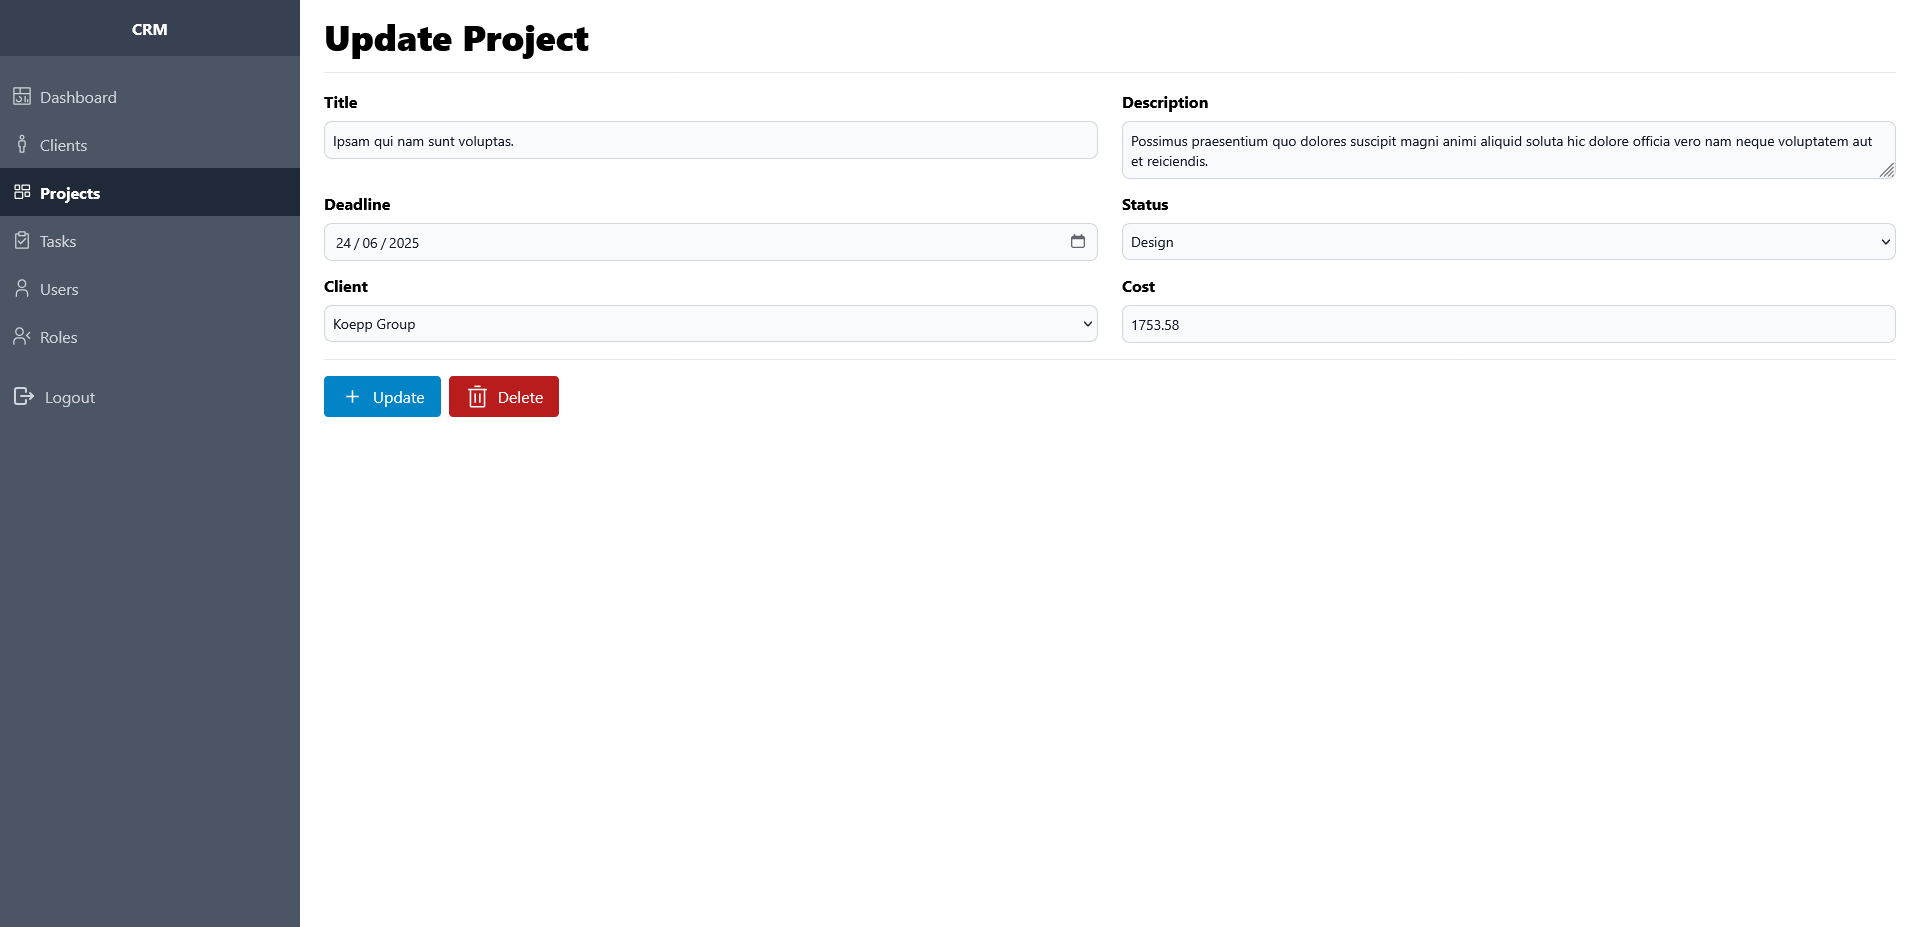 CRM
Dashboard
Clients
Projects
Tasks
Users
Roles
Logout
Update Project
Title
Ipsam qui nam sunt voluptas.
Description
Possimus praesentium quo dolores suscipit magni animi aliquid soluta hic dolore officia vero nam neque voluptatem aut
et reiciendis.
Deadline
24 / 06 / 2025
Status
Design
Client
Koepp Group
Cost
1753.58
Update
Delete